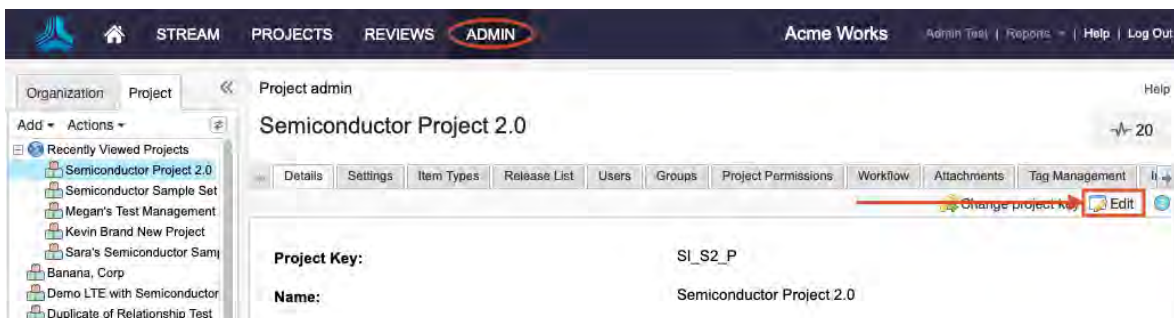 STREAM PROJECTS REVIEWS ADMIN Acme Works Admin Test | Reports | Help | Log Out
Organization Project Project admin Help
Add Actions Semiconductor Project 2.0 20
Recently Viewed Projects
Semiconductor Project 2.0 Details Settings Item Types Release List Users Groups Project Permissions Workflow Attachments Tag Management
Semiconductor Sample Set Change project key Edit
Megan's Test Management
Kevin Brand New Project
Sara's Semiconductor Samp Project Key: SI_S2_P
Banana, Corp
Demo LTE with Semiconductor Name: Semiconductor Project 2.0
Duplicate of Relationship Test